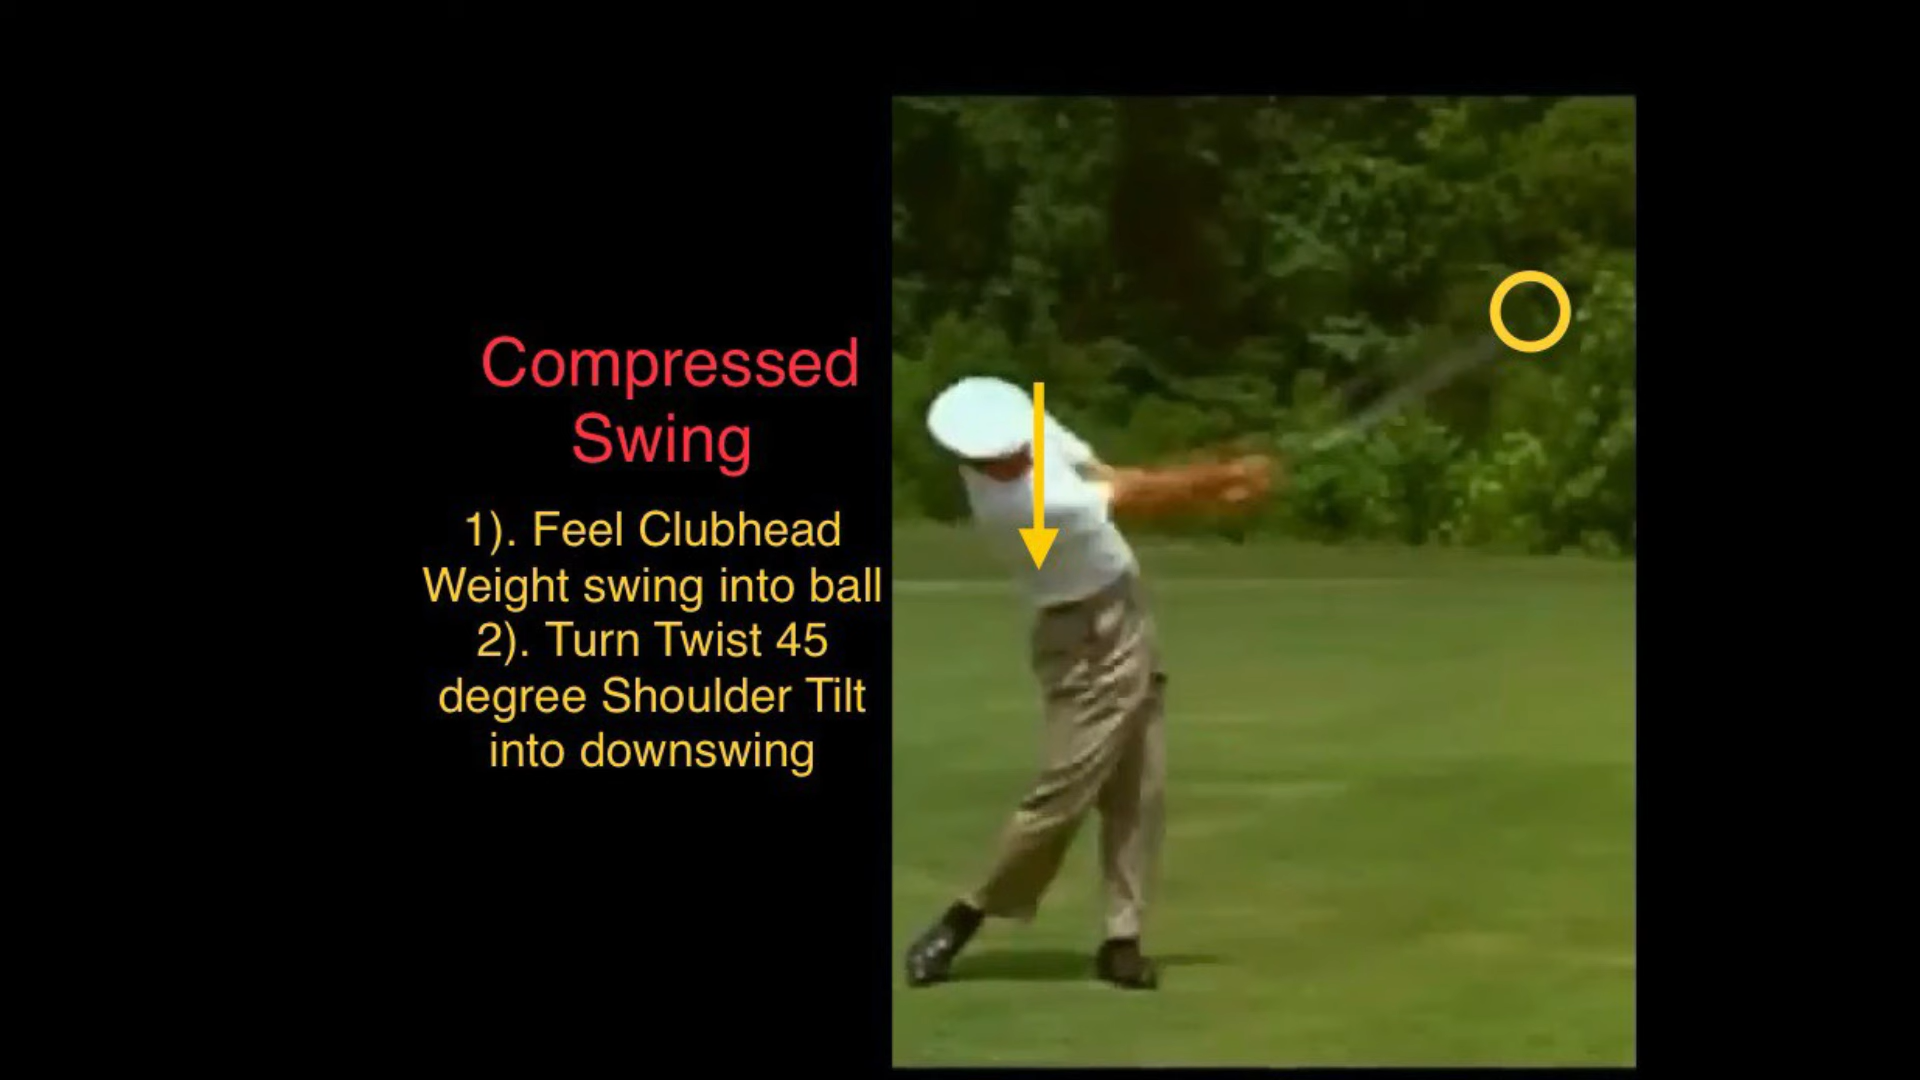 Compressed
Swing
1). Feel Clubhead
Weight swing into ball
2). Turn Twist 45
degree Shoulder Tilt
into downswing